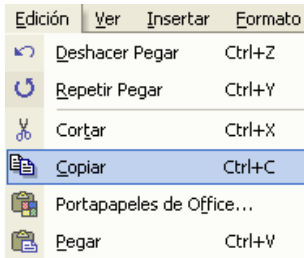 Edición Ver Insertar Formato
Deshacer Pegar Ctrl+Z
Repetir Pegar Ctrl+Y
Cortar Ctrl+X
Copiar Ctrl+C
Portapapeles de Office...
Pegar Ctrl+V